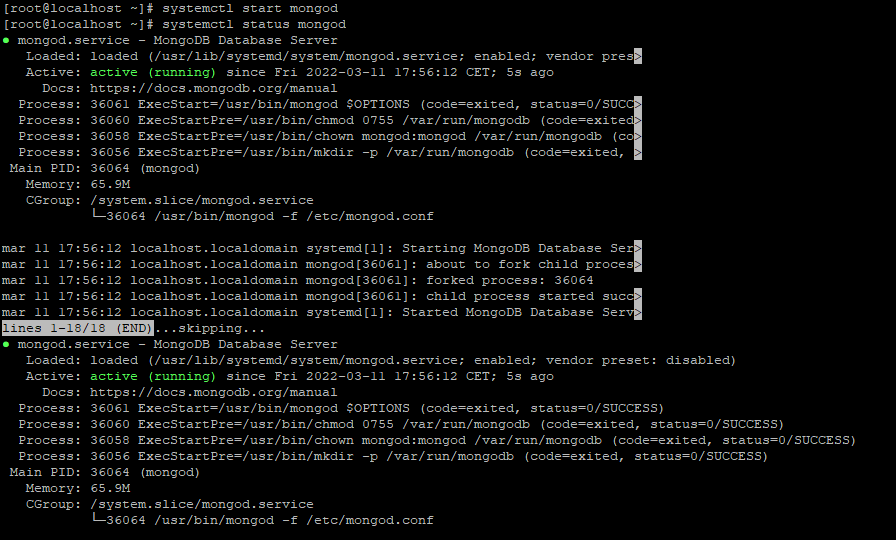 [root@localhost ~]# systemctl start mongod
[root@localhost ~]# systemctl status mongod
● mongod.service - MongoDB Database Server
   Loaded: loaded (/usr/lib/systemd/system/mongod.service; enabled; vendor pres>
   Active: active (running) since Fri 2022-03-11 17:56:12 CET; 5s ago
     Docs: https://docs.mongodb.org/manual
  Process: 36061 ExecStart=/usr/bin/mongod $OPTIONS (code=exited, status=0/SUCC>
  Process: 36060 ExecStartPre=/usr/bin/chmod 0755 /var/run/mongodb (code=exited>
  Process: 36058 ExecStartPre=/usr/bin/chown mongod:mongod /var/run/mongodb (co>
  Process: 36056 ExecStartPre=/usr/bin/mkdir -p /var/run/mongodb (code=exited, >
 Main PID: 36064 (mongod)
   Memory: 65.9M
   CGroup: /system.slice/mongod.service
           └─36064 /usr/bin/mongod -f /etc/mongod.conf
mar 11 17:56:12 localhost.localdomain systemd[1]: Starting MongoDB Database Ser>
mar 11 17:56:12 localhost.localdomain mongod[36061]: about to fork child proces>
mar 11 17:56:12 localhost.localdomain mongod[36061]: forked process: 36064
mar 11 17:56:12 localhost.localdomain mongod[36061]: child process started succ>
mar 11 17:56:12 localhost.localdomain systemd[1]: Started MongoDB Database Serv>
lines 1-18/18 (END)...skipping...
● mongod.service - MongoDB Database Server
   Loaded: loaded (/usr/lib/systemd/system/mongod.service; enabled; vendor preset: disabled)
   Active: active (running) since Fri 2022-03-11 17:56:12 CET; 5s ago
     Docs: https://docs.mongodb.org/manual
  Process: 36061 ExecStart=/usr/bin/mongod $OPTIONS (code=exited, status=0/SUCCESS)
  Process: 36060 ExecStartPre=/usr/bin/chmod 0755 /var/run/mongodb (code=exited, status=0/SUCCESS)
  Process: 36058 ExecStartPre=/usr/bin/chown mongod:mongod /var/run/mongodb (code=exited, status=0/SUCCESS)
  Process: 36056 ExecStartPre=/usr/bin/mkdir -p /var/run/mongodb (code=exited, status=0/SUCCESS)
 Main PID: 36064 (mongod)
   Memory: 65.9M
   CGroup: /system.slice/mongod.service
           └─36064 /usr/bin/mongod -f /etc/mongod.conf